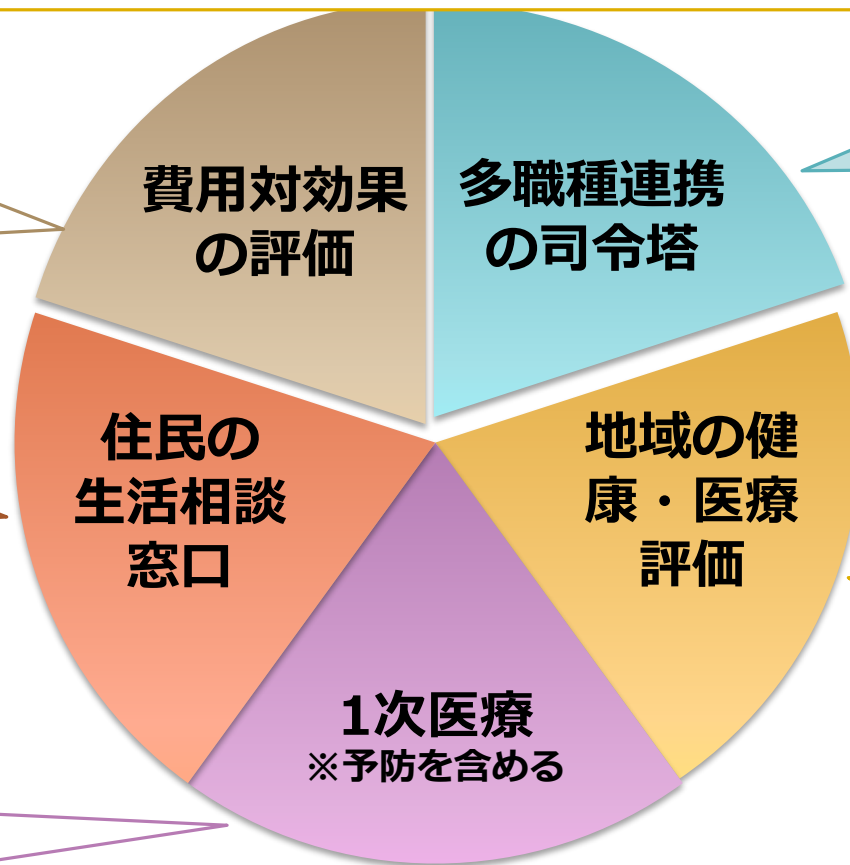 費用対効果
の評価
多職種連携
の司令塔
住民の
生活相談
窓口
地域の健
康・医療
評価
1次医療
※予防を含める